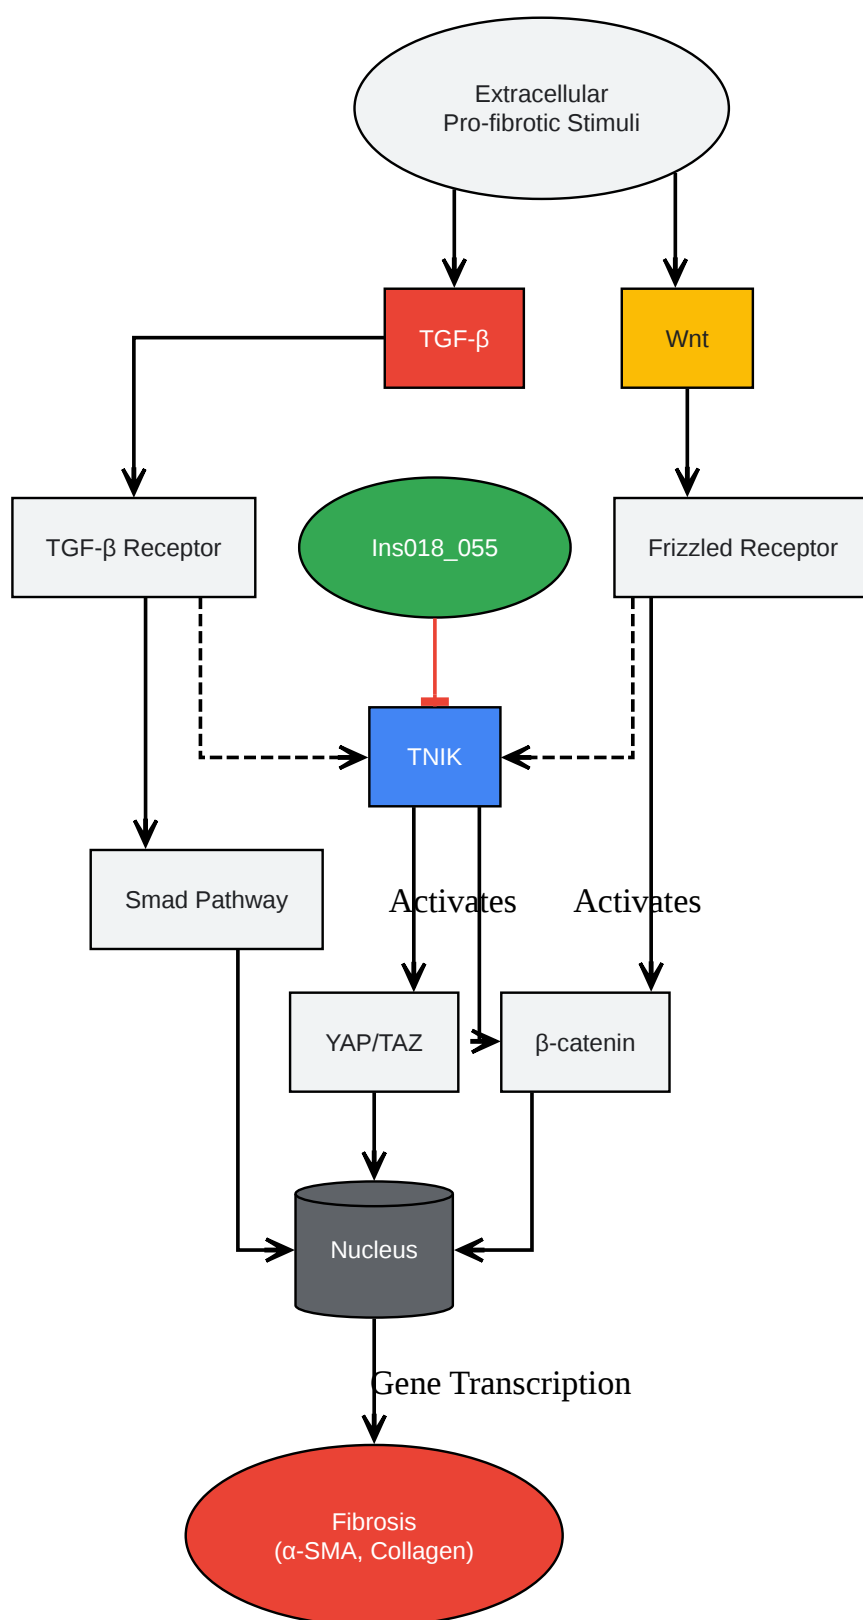 Extracellular
Pro-fibrotic Stimuli
TGF-β
Wnt
TGF-β Receptor
Ins018_055
Frizzled Receptor
TNIK
Smad Pathway
Activates
Activates
YAP/TAZ
β-catenin
Nucleus
Gene Transcription
Fibrosis
(α-SMA, Collagen)